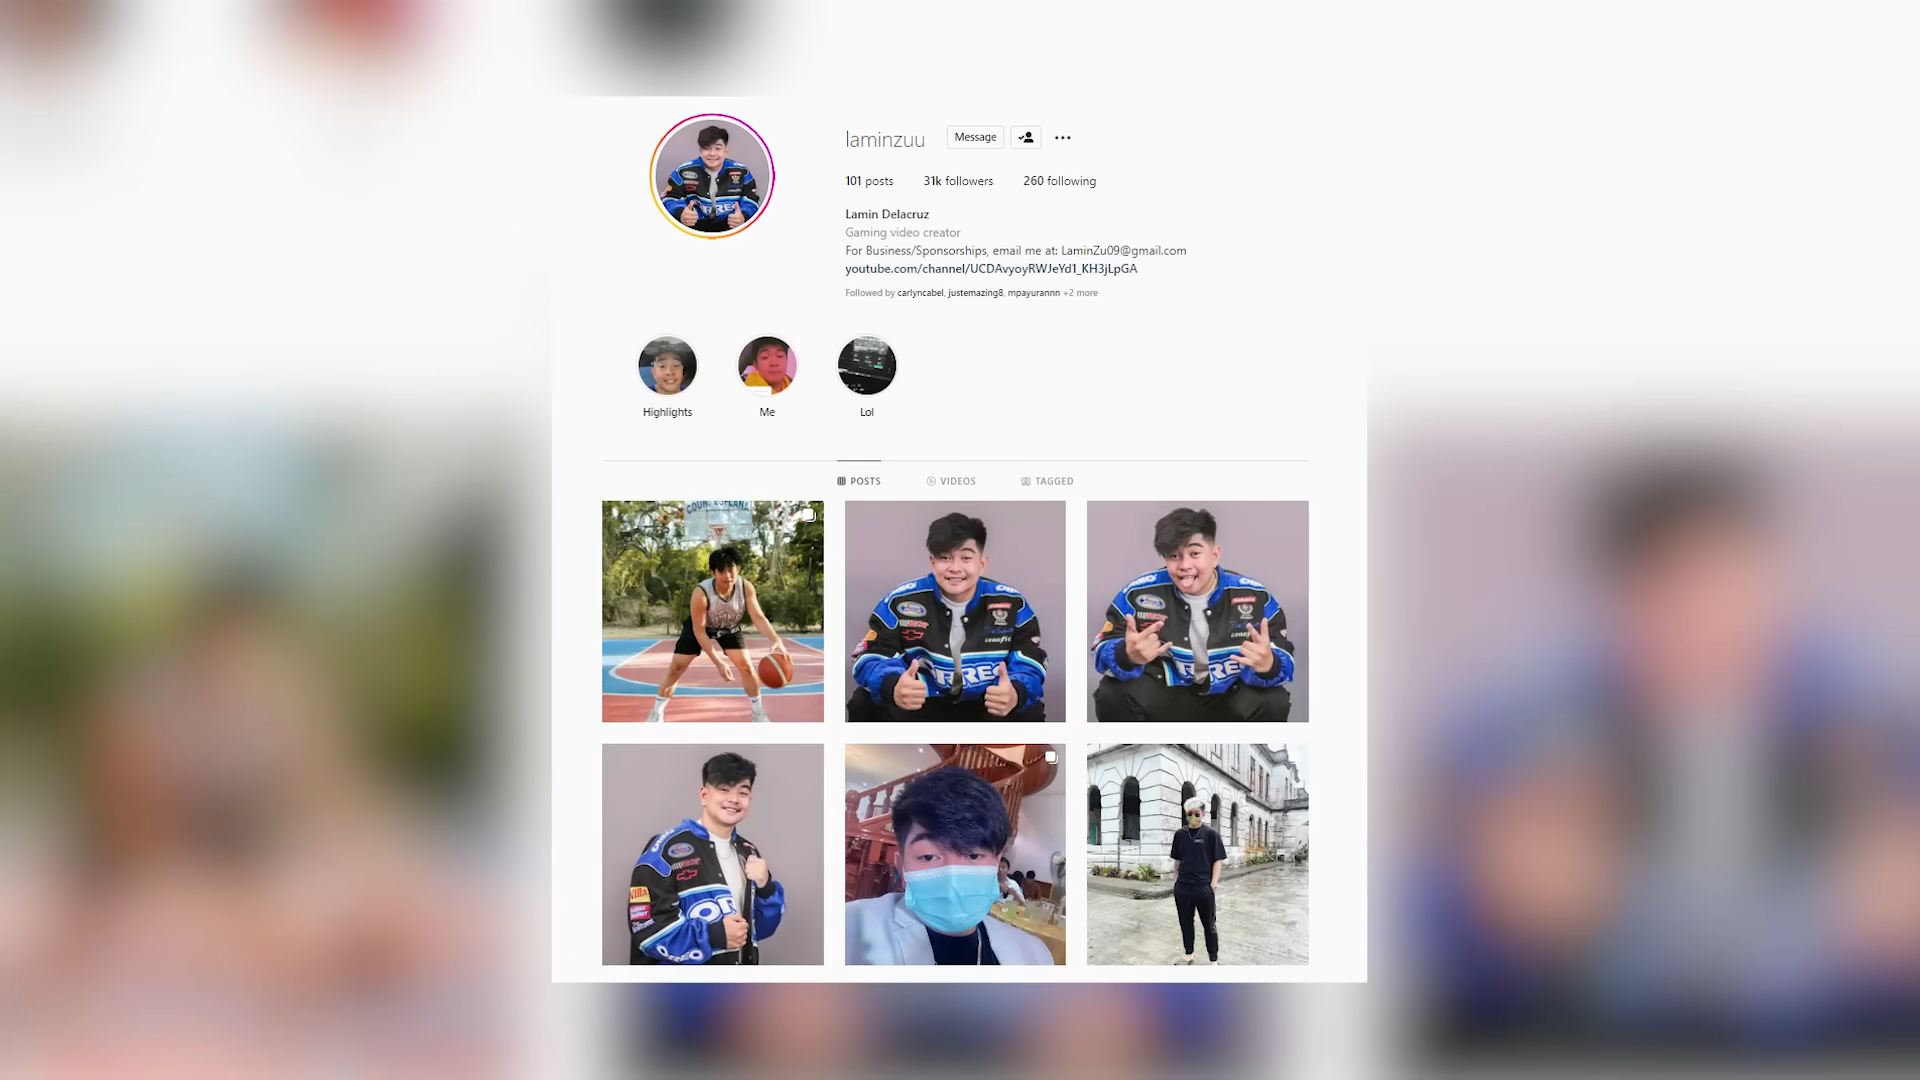 laminzuu Message
101 posts 31k followers 260 following
Lamin Delacruz
Gaming video creator
For Business/Sponsorships, email me at: LaminZu09@gmail.com
youtube.com/channel/UCDAvyoyRWJeYd1_KH3jLpGA
Followed by carlyncabel, justemazing8, mpayurannn +2 more
Highlights Me Lol
POSTS VIDEOS TAGGED
OREO